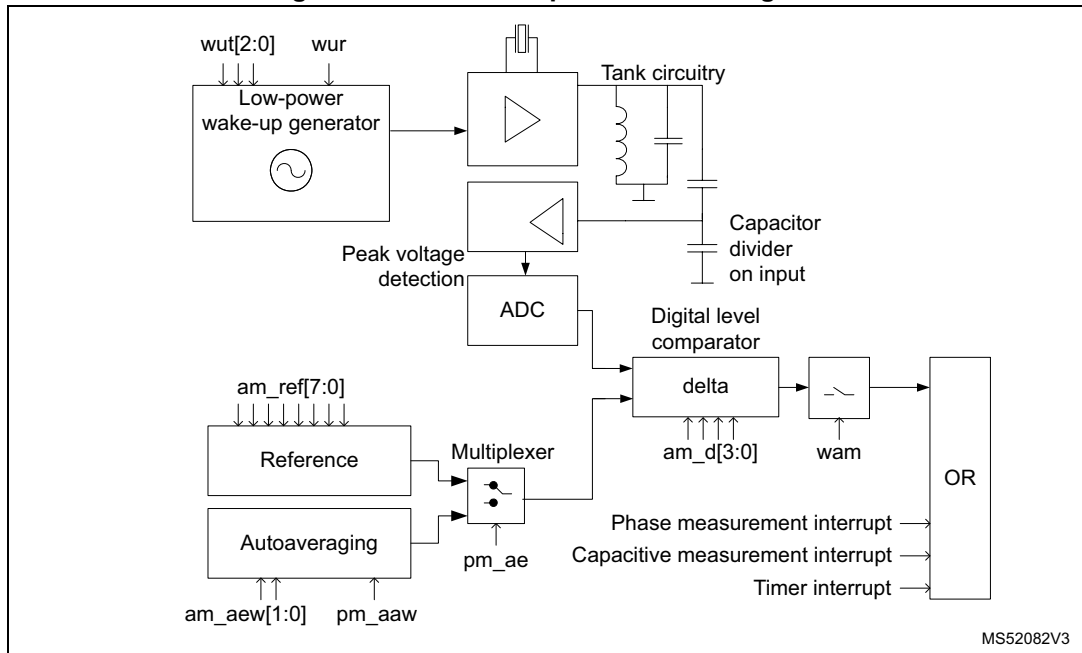 wut[2:0]
wur
Low-power
wake-up generator
Tank circuitry
Capacitor
divider
on input
Peak voltage
detection
ADC
Digital level
comparator
delta
am_d[3:0]
wam
am_ref[7:0]
Reference
Multiplexer
Autoaveraging
pm_ae
am_aew[1:0]
pm_aaw
OR
Phase measurement interrupt
Capacitive measurement interrupt
Timer interrupt
MS52082V3